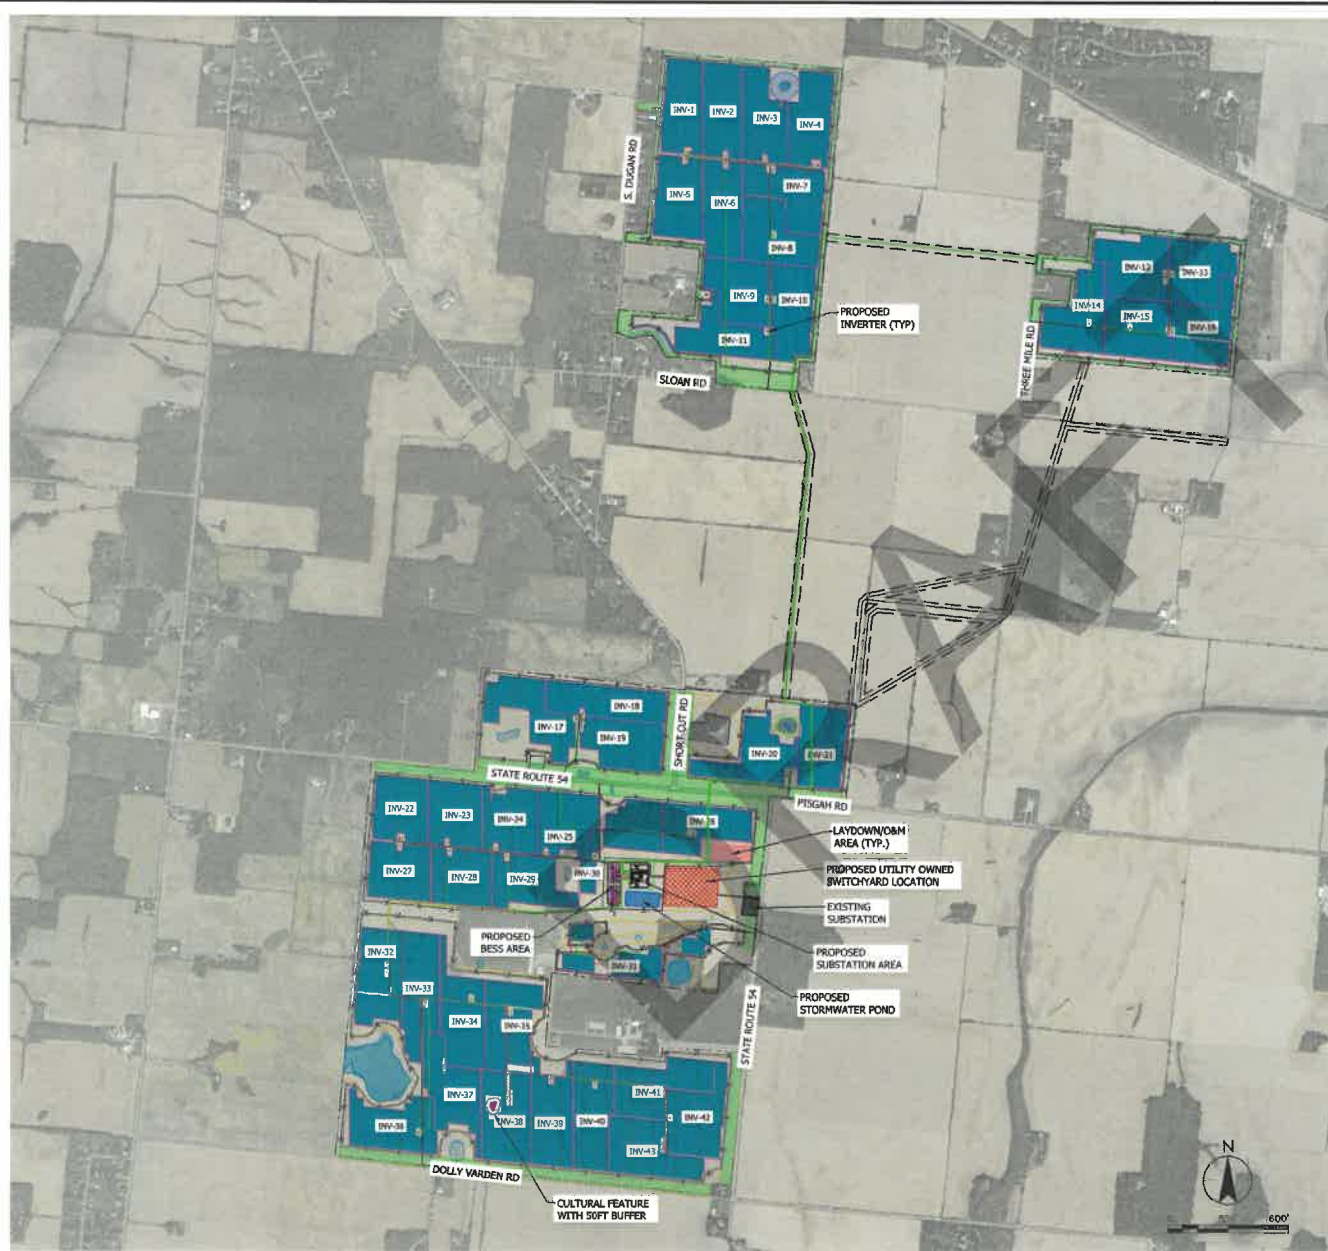 INV-1
INV-2
INV-3
INV-4
S. DUGAN RD
INV-5
INV-6
INV-7
INV-8
INV-9
INV-10
INV-11
PROPOSED
INVERTER (TYP)
SLOAN RD
INV-12
INV-13
INV-14
INV-15
INV-16
THREE MILE RD
DRAFT
INV-17
INV-18
INV-19
SHORT-CUT RD
INV-20
INV-21
STATE ROUTE 54
PISGAH RD
INV-22
INV-23
INV-24
INV-25
INV-26
LAYDOWN/O&M
AREA (TYP.)
INV-27
INV-28
INV-29
INV-30
PROPOSED UTILITY OWNED
SWITCHYARD LOCATION
EXISTING
SUBSTATION
PROPOSED
BESS AREA
PROPOSED
SUBSTATION AREA
INV-31
PROPOSED
STORMWATER POND
STATE ROUTE 54
INV-32
INV-33
INV-34
INV-35
INV-36
INV-37
INV-38
INV-39
INV-40
INV-41
INV-42
INV-43
DOLLY VARDEN RD
CULTURAL FEATURE
WITH 50FT BUFFER
N
600'